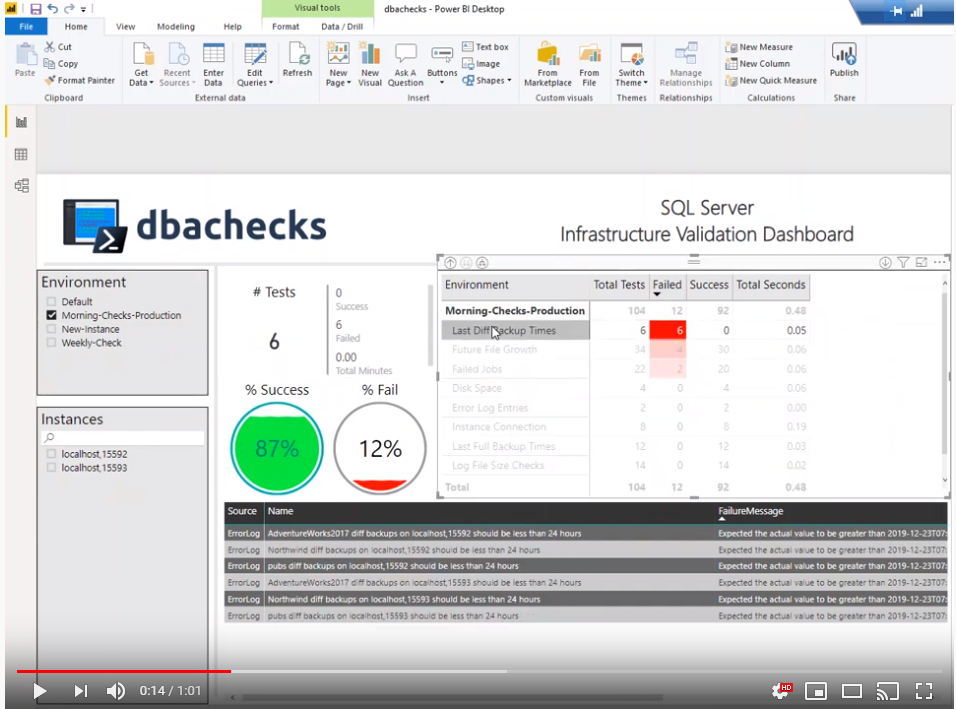 Visual tools
dbachecks - Power BI Desktop
File Home View Modeling Help Format Data / Drill
Paste
Cut
Copy
Format Painter
Clipboard
Get Data
Recent Sources
Enter Data
Edit Queries
External data
Refresh
New Page
New Visual
Ask A Question
Buttons
Text box
Image
Shapes
Insert
From Marketplace
From File
Custom visuals
Switch Theme
Themes
Manage Relationships
Relationships
New Measure
New Column
New Quick Measure
Calculations
Publish
Share
dbachecks
SQL Server
Infrastructure Validation Dashboard
Environment
Default
Morning-Checks-Production
New-Instance
Weekly-Check
Instances
localhost,15592
localhost,15593
# Tests
6
0
Success
6
Failed
0.00
Total Minutes
% Success
% Fail
87%
12%
Environment Total Tests Failed Success Total Seconds
Morning-Checks-Production 104 12 92 0.48
Last Diff Backup Times 6 6 0 0.05
Future File Growth 34 4 30 0.06
Failed Jobs 22 2 20 0.06
Disk Space 4 0 4 0.06
Error Log Entries 2 0 2 0.00
Instance Connection 8 0 8 0.19
Last Full Backup Times 12 0 12 0.03
Log File Size Checks 14 0 14 0.02
Total 104 12 92 0.48
Source Name FailureMessage
ErrorLog AdventureWorks2017 diff backups on localhost,15592 should be less than 24 hours Expected the actual value to be greater than 2019-12-23T07:
ErrorLog Northwind diff backups on localhost,15592 should be less than 24 hours Expected the actual value to be greater than 2019-12-23T07:
ErrorLog pubs diff backups on localhost,15592 should be less than 24 hours Expected the actual value to be greater than 2019-12-23T07:
ErrorLog AdventureWorks2017 diff backups on localhost,15593 should be less than 24 hours Expected the actual value to be greater than 2019-12-23T07:
ErrorLog Northwind diff backups on localhost,15593 should be less than 24 hours Expected the actual value to be greater than 2019-12-23T07:
ErrorLog pubs diff backups on localhost,15593 should be less than 24 hours Expected the actual value to be greater than 2019-12-23T07:
0:14 / 1:01
HD